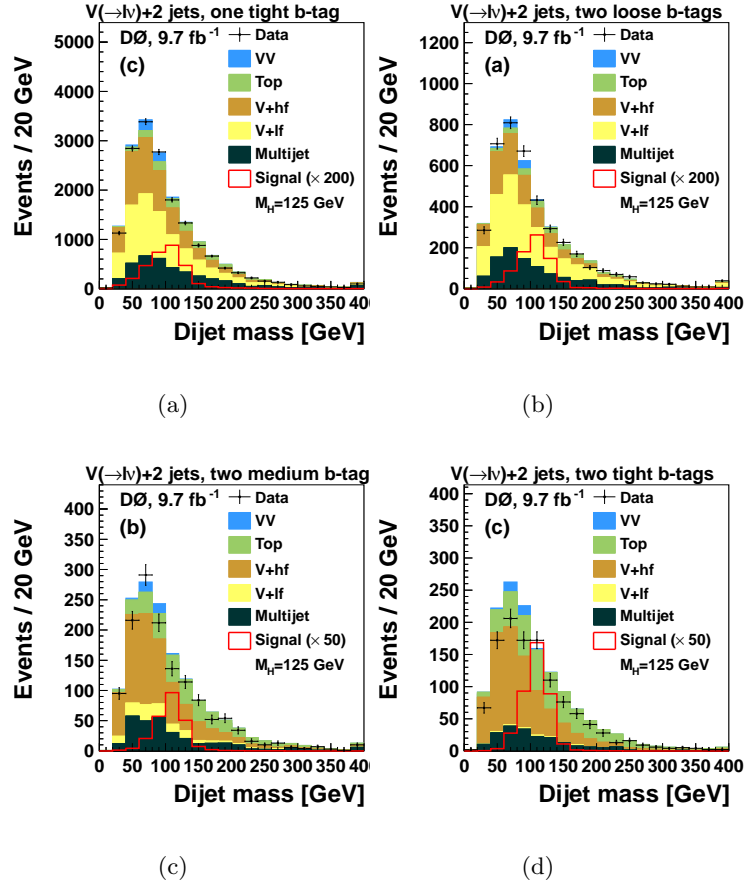 V(→lν)+2 jets, one tight b-tag
DØ, 9.7 fb⁻¹
(c)
Data
VV
Top
V+hf
V+lf
Multijet
Signal (× 200)
M_H=125 GeV
Events / 20 GeV
5000
4000
3000
2000
1000
0
0 50 100 150 200 250 300 350 400
Dijet mass [GeV]
(a)
V(→lν)+2 jets, two loose b-tags
DØ, 9.7 fb⁻¹
(a)
Data
VV
Top
V+hf
V+lf
Multijet
Signal (× 200)
M_H=125 GeV
Events / 20 GeV
1200
1000
800
600
400
200
0
0 50 100 150 200 250 300 350 400
Dijet mass [GeV]
(b)
V(→lν)+2 jets, two medium b-tag
DØ, 9.7 fb⁻¹
(b)
Data
VV
Top
V+hf
V+lf
Multijet
Signal (× 50)
M_H=125 GeV
Events / 20 GeV
400
350
300
250
200
150
100
50
0
0 50 100 150 200 250 300 350 400
Dijet mass [GeV]
(c)
V(→lν)+2 jets, two tight b-tags
DØ, 9.7 fb⁻¹
(c)
Data
VV
Top
V+hf
V+lf
Multijet
Signal (× 50)
M_H=125 GeV
Events / 20 GeV
400
350
300
250
200
150
100
50
0
0 50 100 150 200 250 300 350 400
Dijet mass [GeV]
(d)